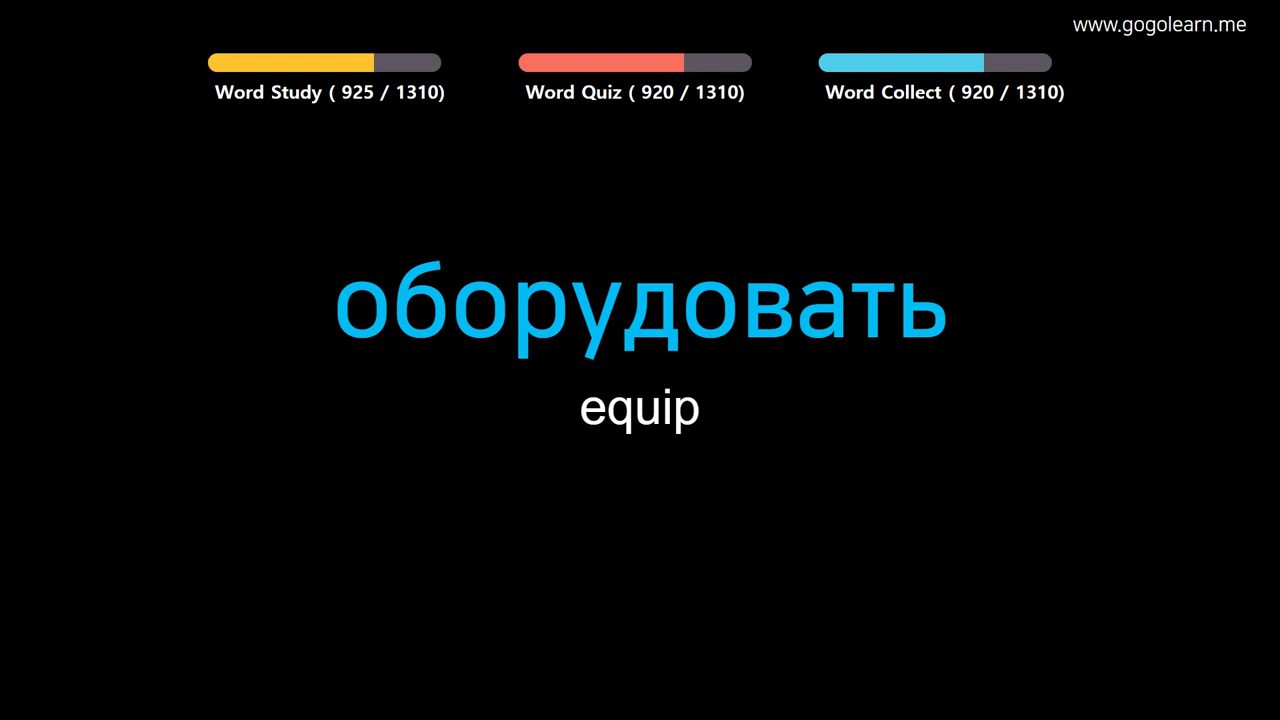 www.gogolearn.me
Word Study ( 925 / 1310)
Word Quiz ( 920 / 1310)
Word Collect ( 920 / 1310)
оборудовать
equip